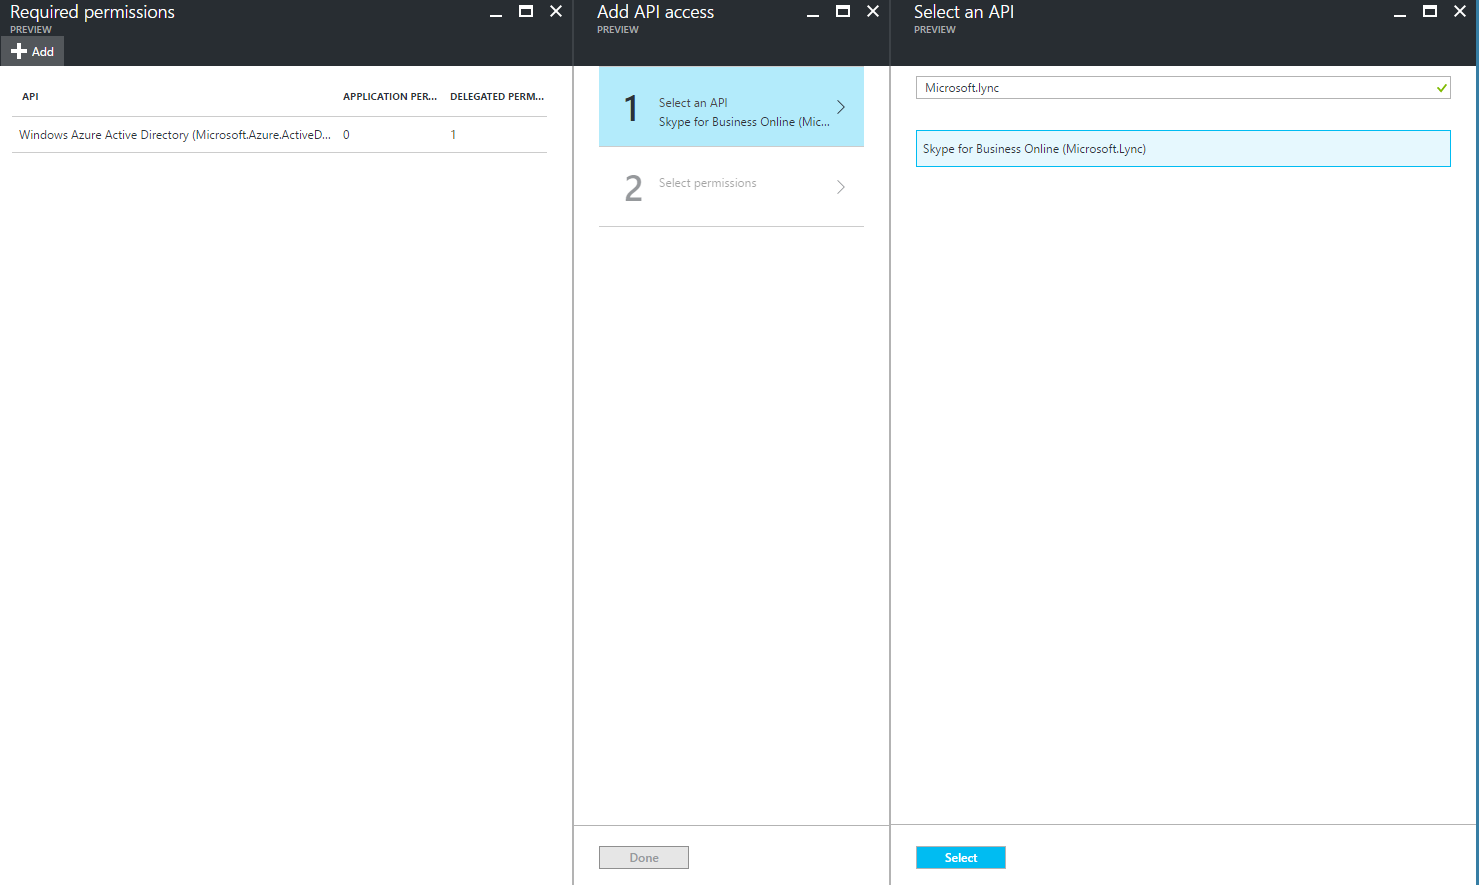 Required permissions
PREVIEW
Add
API APPLICATION PER... DELEGATED PERM...
Windows Azure Active Directory (Microsoft.Azure.ActiveD... 0 1
Add API access
PREVIEW
1 Select an API
Skype for Business Online (Mic...
2 Select permissions
Done
Select an API
PREVIEW
Microsoft.lync
Skype for Business Online (Microsoft.Lync)
Select